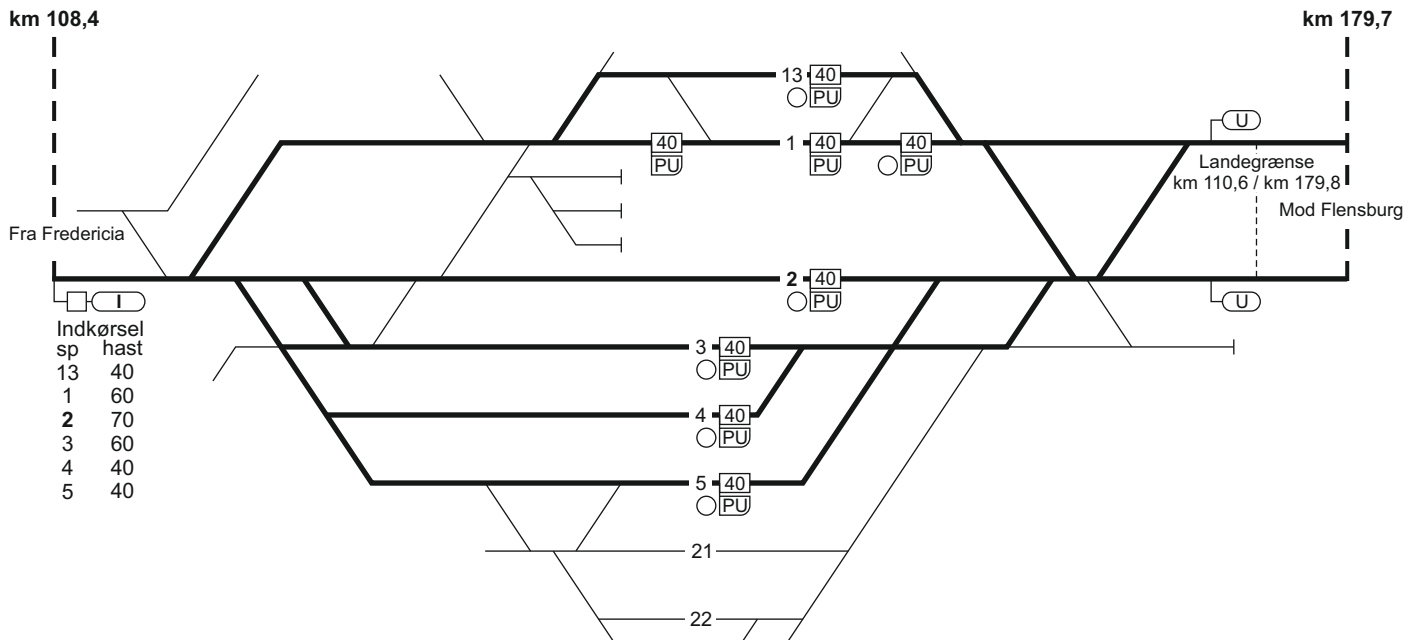 km 108,4
km 179,7
13 40
PU
40
PU
1 40
PU
40
PU
U
Landegrænse
km 110,6 / km 179,8
Fra Fredericia
Mod Flensburg
2 40
PU
I
U
Indkørsel
sp hast
13 40
1 60
2 70
3 60
4 40
5 40
3 40
PU
4 40
PU
5 40
PU
21
22